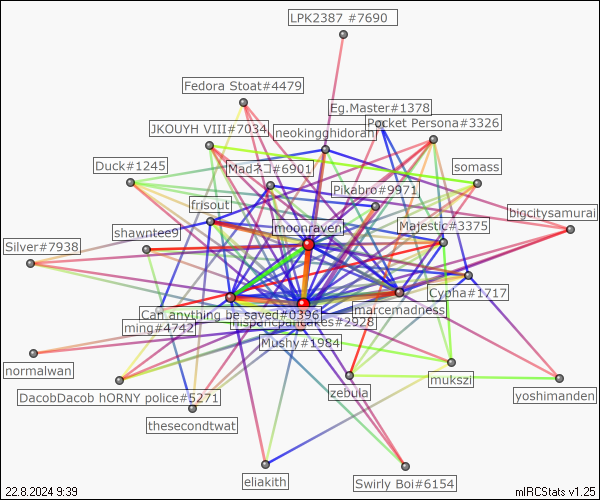 LPK2387 #7690
Fedora Stoat#4479
Eg.Master#1378
Pocket Persona#3326
JKOUYH VIII#7034
neokingghidorah
Duck#1245
Madネコ#6901
somass
Pikabro#9971
frisout
bigcitysamurai
moonraven
Majestic#3375
shawntee9
Silver#7938
Cypha#1717
marcemadness
Can anything be saved#0396
hispanicpancakes#2928
ming#4742
Mushy#1984
normalwan
mukszi
DacobDacob hORNY police#5271
zebula
yoshimanden
thesecondtwat
eliakith
Swirly Boi#6154
22.8.2024 9:39
mIRCStats v1.25